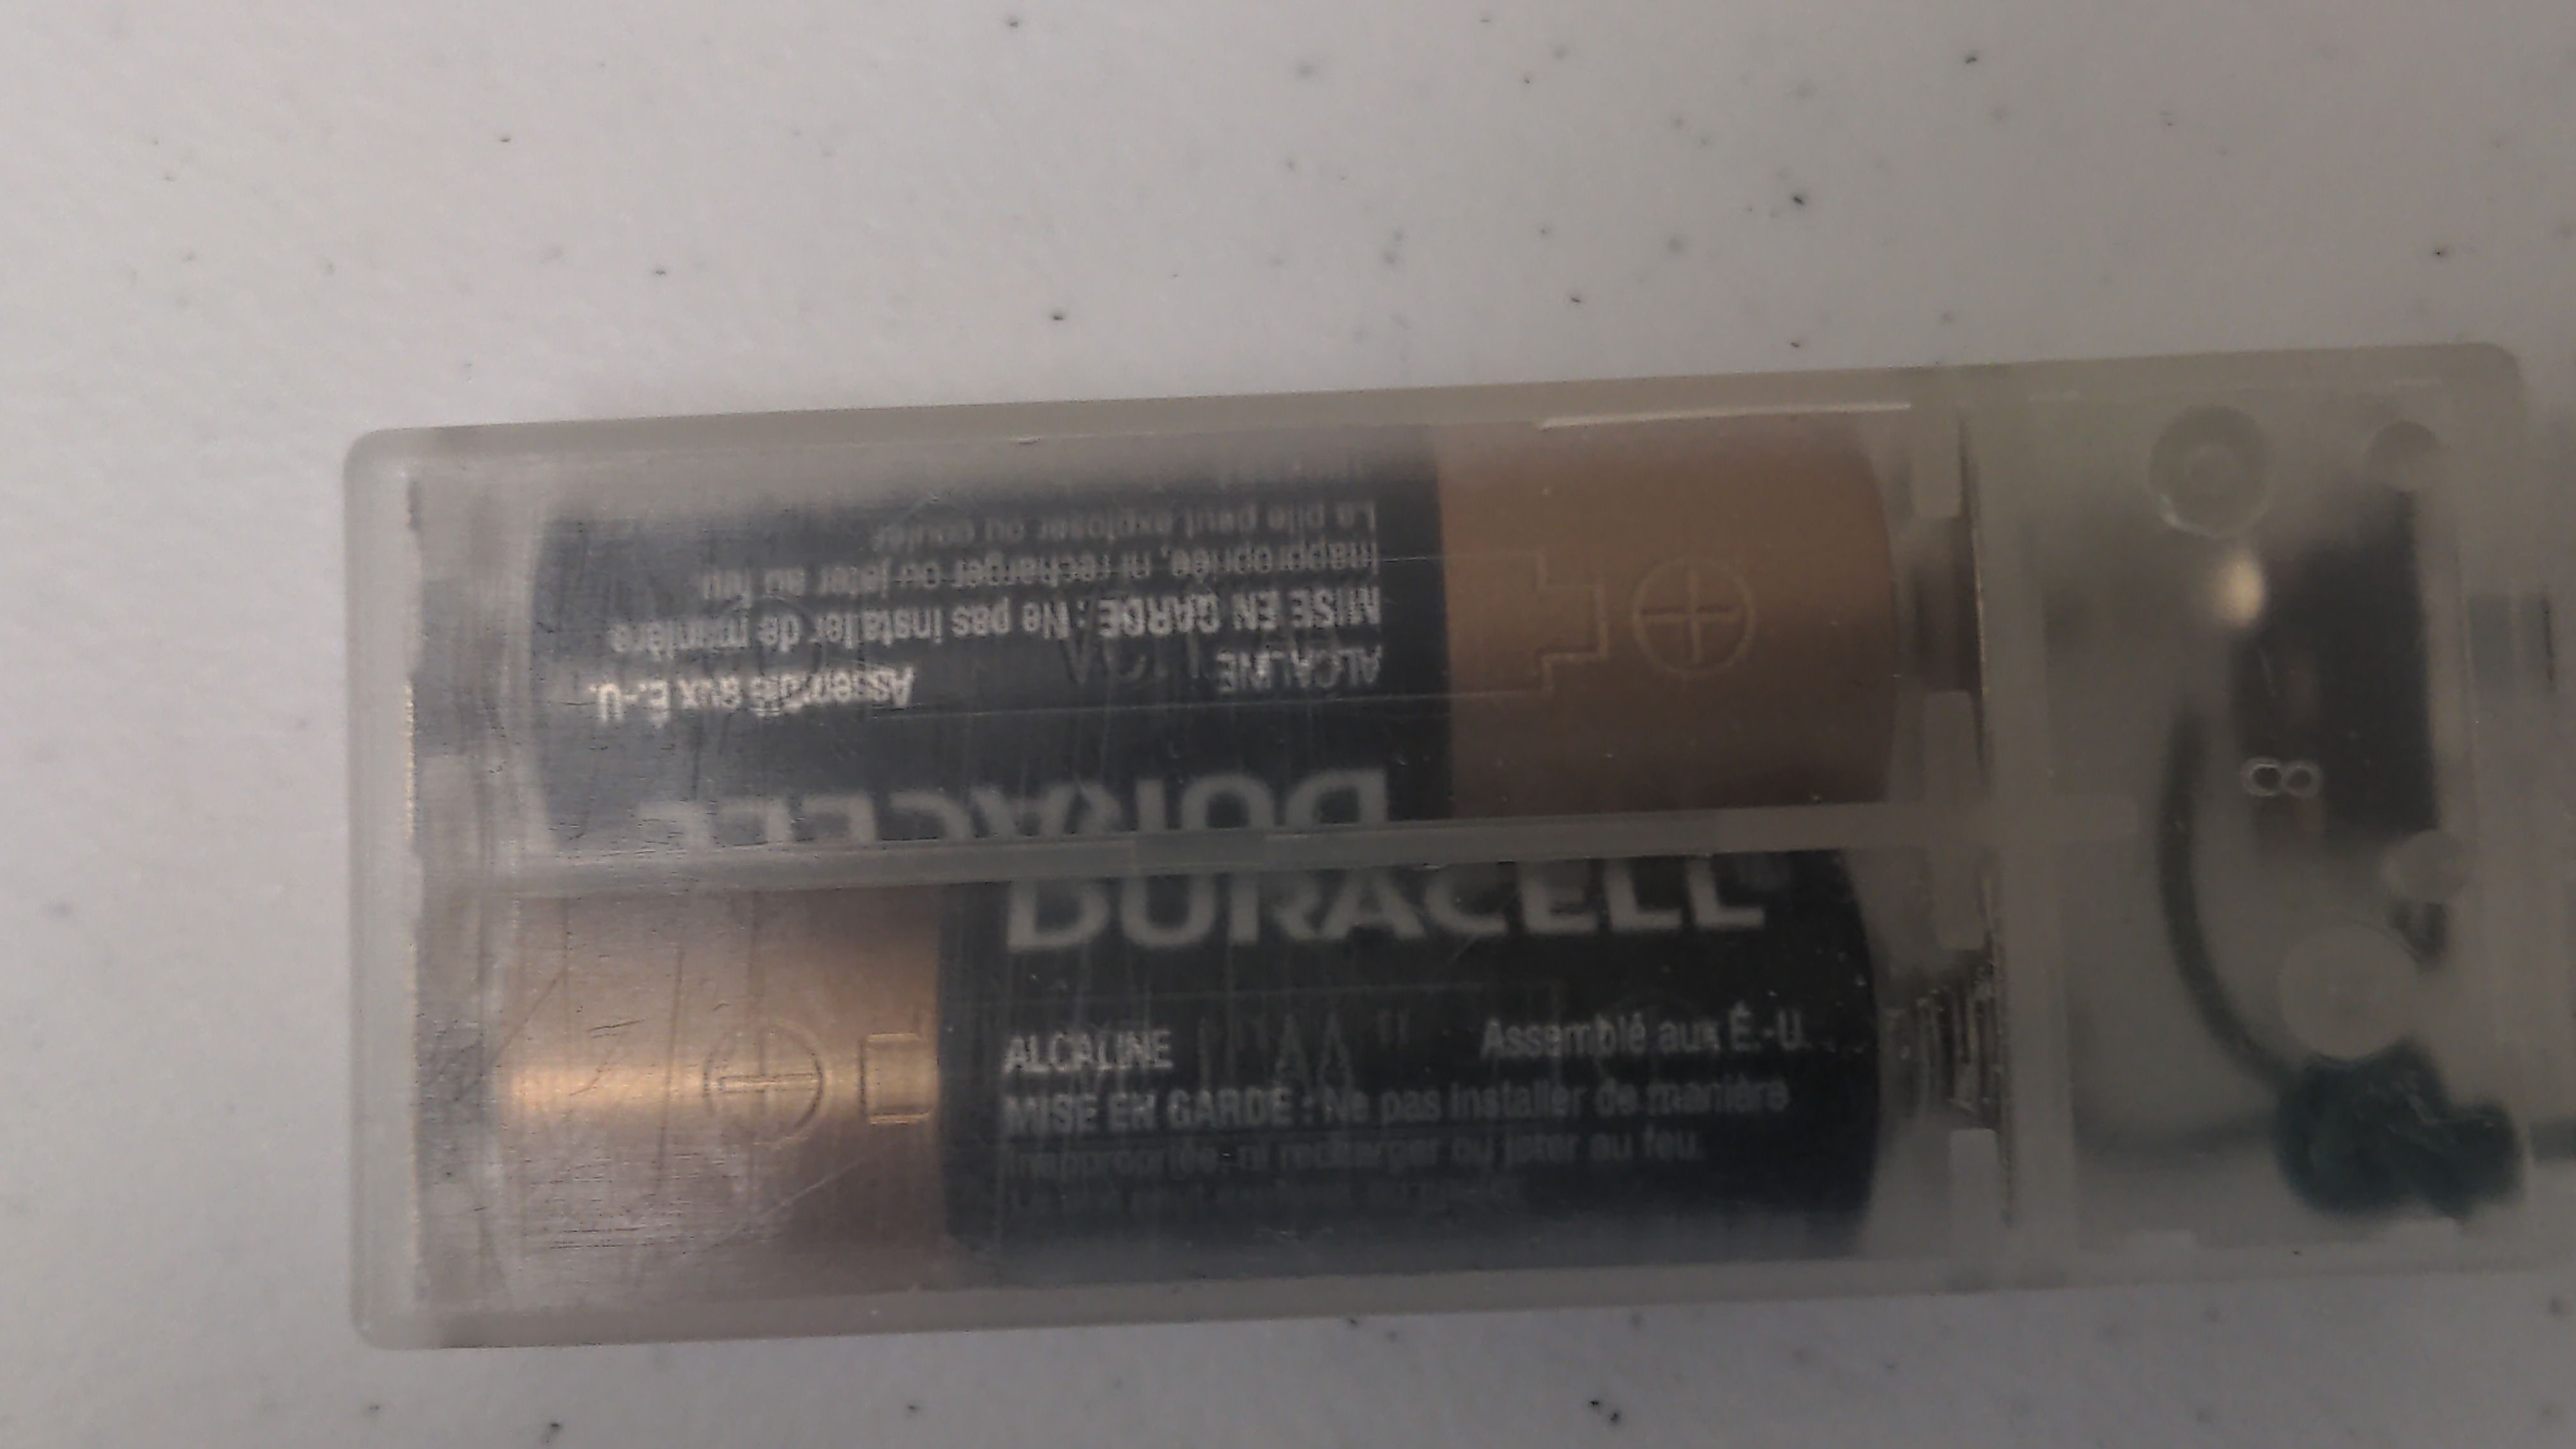 DURACELL
Assemblé aux É.-U.
ALCALINE
MISE EN GARDE : Ne pas installer de manière
inappropriée, ni recharger ou jeter au feu.
La pile peut exploser ou couler.
DURACELL
ALCALINE Assemblé aux É.-U.
MISE EN GARDE : Ne pas installer de manière
inappropriée, ni recharger ou jeter au feu.
8